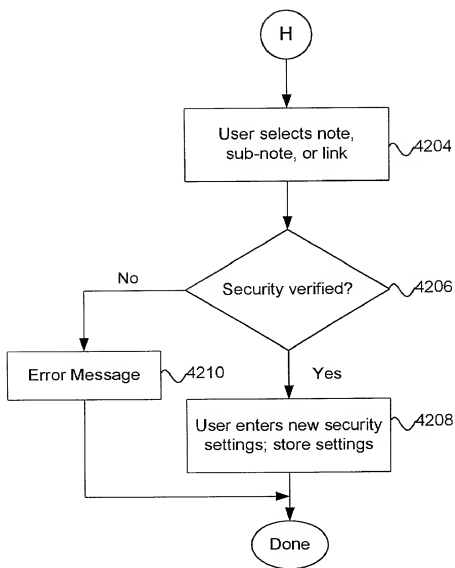 H
User selects note,
sub-note, or link
4204
Security verified?
4206
No
Yes
Error Message
4210
User enters new security
settings; store settings
4208
Done